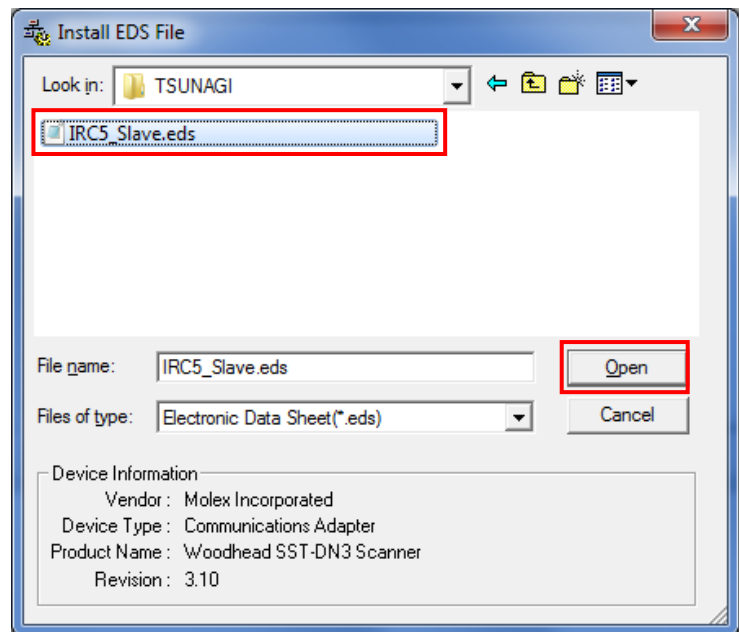 Install EDS File
Look in: TSUNAGI
IRC5_Slave.eds
File name: IRC5_Slave.eds Open
Files of type: Electronic Data Sheet(*.eds) Cancel
Device Information
Vendor : Molex Incorporated
Device Type : Communications Adapter
Product Name : Woodhead SST-DN3 Scanner
Revision : 3.10